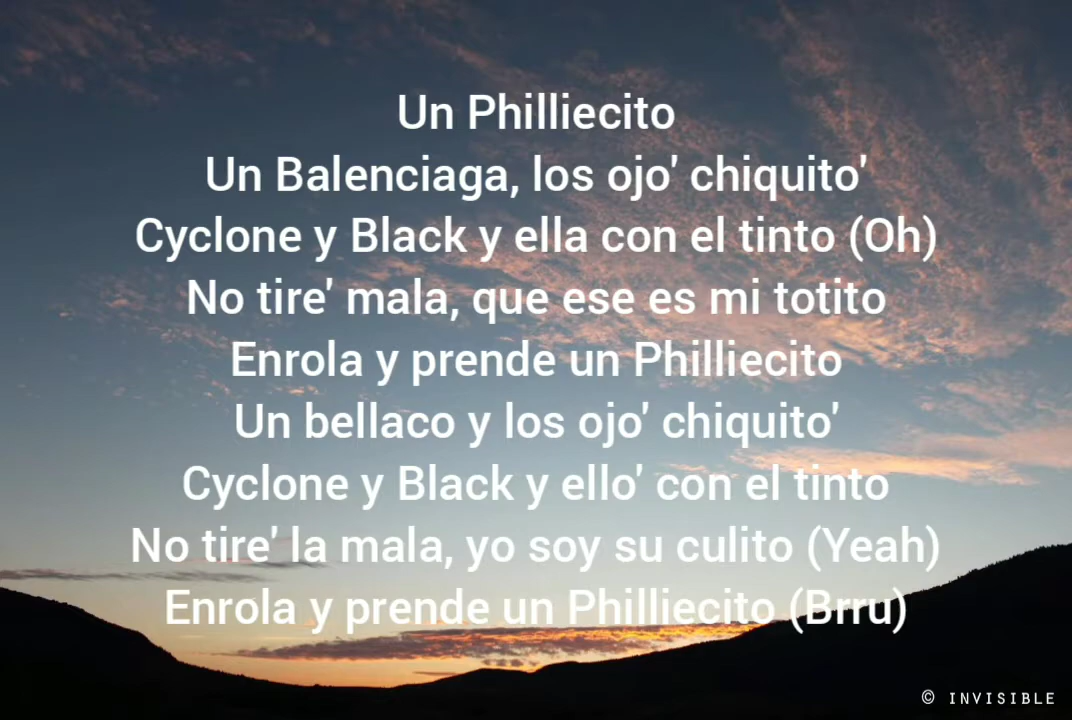 Un Philliecito
Un Balenciaga, los ojo' chiquito'
Cyclone y Black y ella con el tinto (Oh)
No tire' mala, que ese es mi totito
Enrola y prende un Philliecito
Un bellaco y los ojo' chiquito'
Cyclone y Black y ello' con el tinto
No tire' la mala, yo soy su culito (Yeah)
Enrola y prende un Philliecito (Brru)
© INVISIBLE